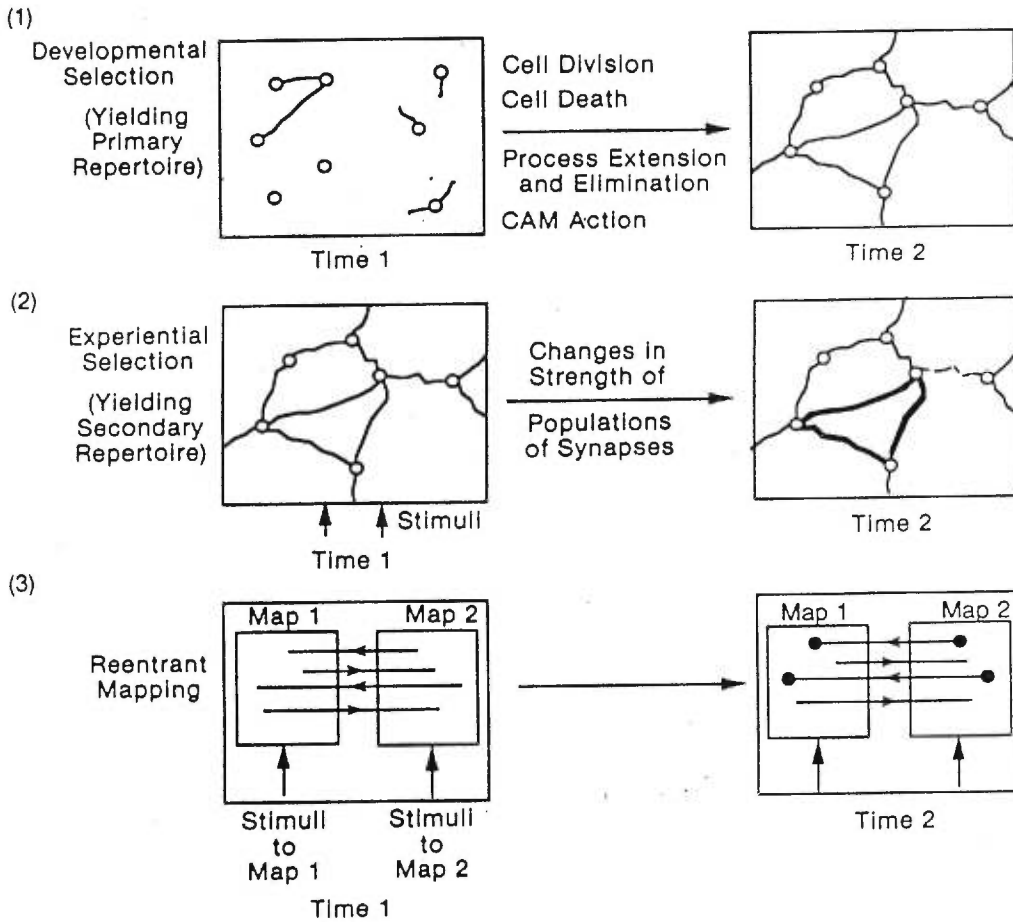 (1)
Developmental
Selection
(Yielding
Primary
Repertoire)
Time 1
Cell Division
Cell Death
Process Extension
and Elimination
CAM Action
Time 2
(2)
Experiential
Selection
(Yielding
Secondary
Repertoire)
Stimuli
Time 1
Changes in
Strength of
Populations
of Synapses
Time 2
(3)
Reentrant
Mapping
Map 1 Map 2
Stimuli
to
Map 1
Stimuli
to
Map 2
Time 1
Map 1 Map 2
Time 2